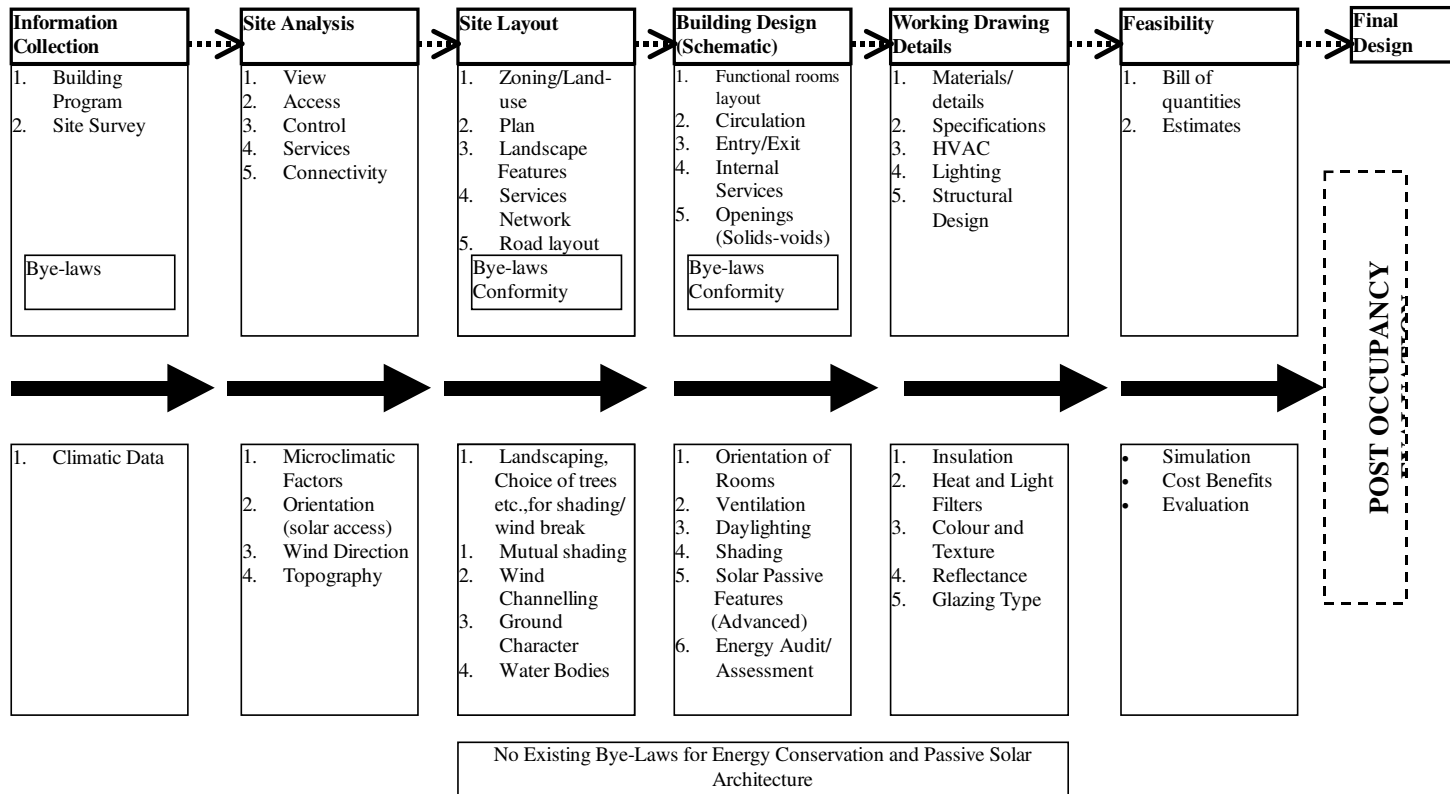 Information
Collection
1. Building
Program
2. Site Survey
Bye-laws
Site Analysis
1. View
2. Access
3. Control
4. Services
5. Connectivity
Site Layout
1. Zoning/Land-
use
2. Plan
3. Landscape
Features
4. Services
Network
5. Road layout
Bye-laws
Conformity
Building Design
(Schematic)
1. Functional rooms
layout
2. Circulation
3. Entry/Exit
4. Internal
Services
5. Openings
(Solids-voids)
Bye-laws
Conformity
Working Drawing
Details
1. Materials/
details
2. Specifications
3. HVAC
4. Lighting
5. Structural
Design
Feasibility
1. Bill of
quantities
2. Estimates
Final
Design
POST OCCUPANCY
1. Climatic Data
1. Microclimatic
Factors
2. Orientation
(solar access)
3. Wind Direction
4. Topography
1. Landscaping,
Choice of trees
etc.,for shading/
wind break
1. Mutual shading
2. Wind
Channelling
3. Ground
Character
4. Water Bodies
1. Orientation of
Rooms
2. Ventilation
3. Daylighting
4. Shading
5. Solar Passive
Features
(Advanced)
6. Energy Audit/
Assessment
1. Insulation
2. Heat and Light
Filters
3. Colour and
Texture
4. Reflectance
5. Glazing Type
• Simulation
• Cost Benefits
• Evaluation
No Existing Bye-Laws for Energy Conservation and Passive Solar
Architecture